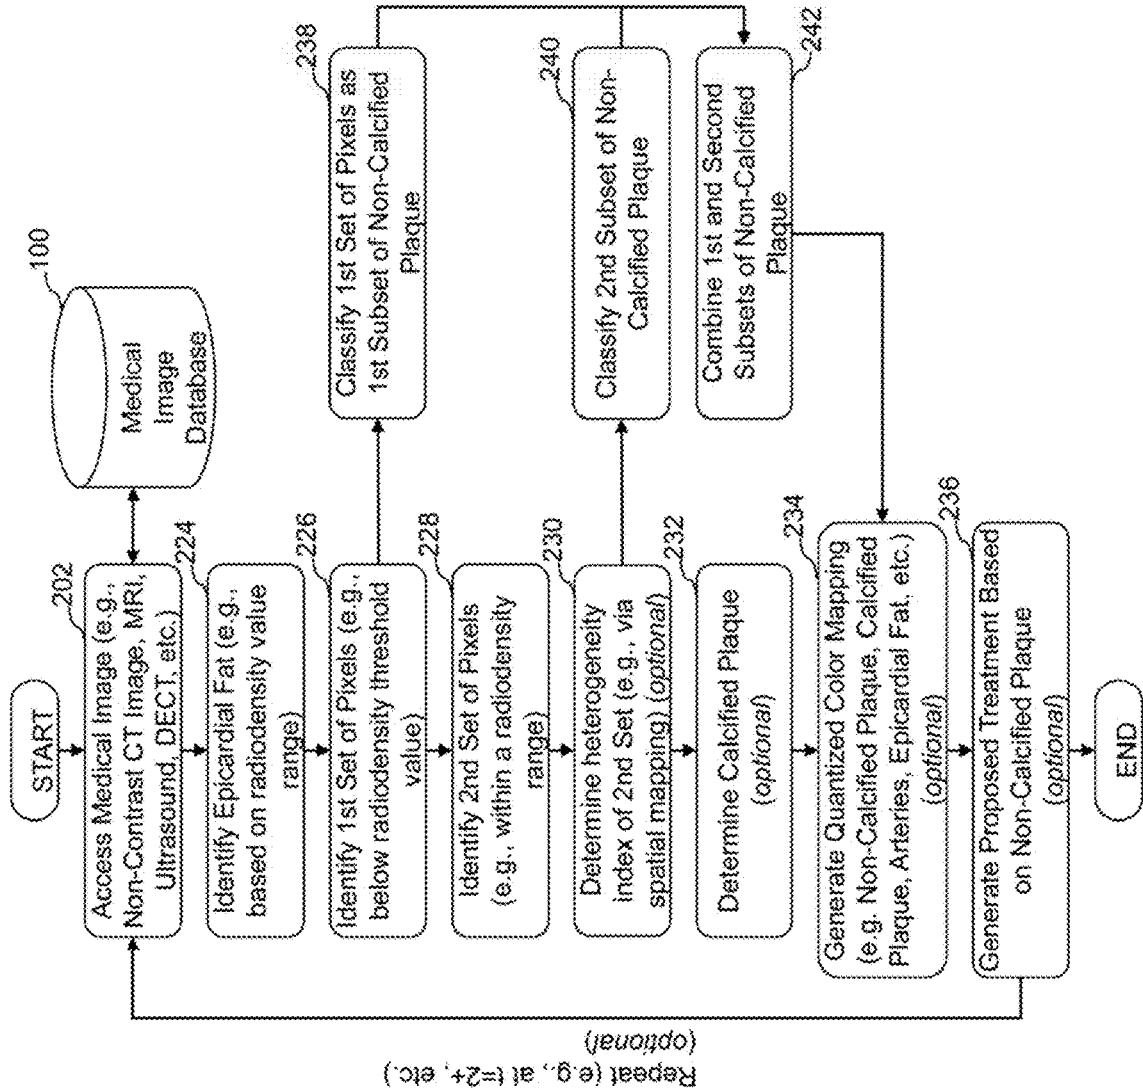 START
202
Access Medical Image (e.g.,
Non-Contrast CT Image, MRI,
Ultrasound, DECT, etc.)
100
Medical
Image
Database
224
Identify Epicardial Fat (e.g.,
based on radiodensity value
range)
226
Identify 1st Set of Pixels (e.g.,
below radiodensity threshold
value)
238
Classify 1st Set of Pixels as
1st Subset of Non-Calcified
Plaque
228
Identify 2nd Set of Pixels
(e.g., within a radiodensity
range)
230
Determine heterogeneity
index of 2nd Set (e.g., via
spatial mapping) (optional)
240
Classify 2nd Subset of Non-
Calcified Plaque
232
Determine Calcified Plaque
(optional)
242
Combine 1st and Second
Subsets of Non-Calcified
Plaque
234
Generate Quantized Color Mapping
(e.g. Non-Calcified Plaque, Calcified
Plaque, Arteries, Epicardial Fat, etc.)
(optional)
236
Generate Proposed Treatment Based
on Non-Calcified Plaque
(optional)
END
Repeat (e.g., at t=2+, etc.)
(optional)